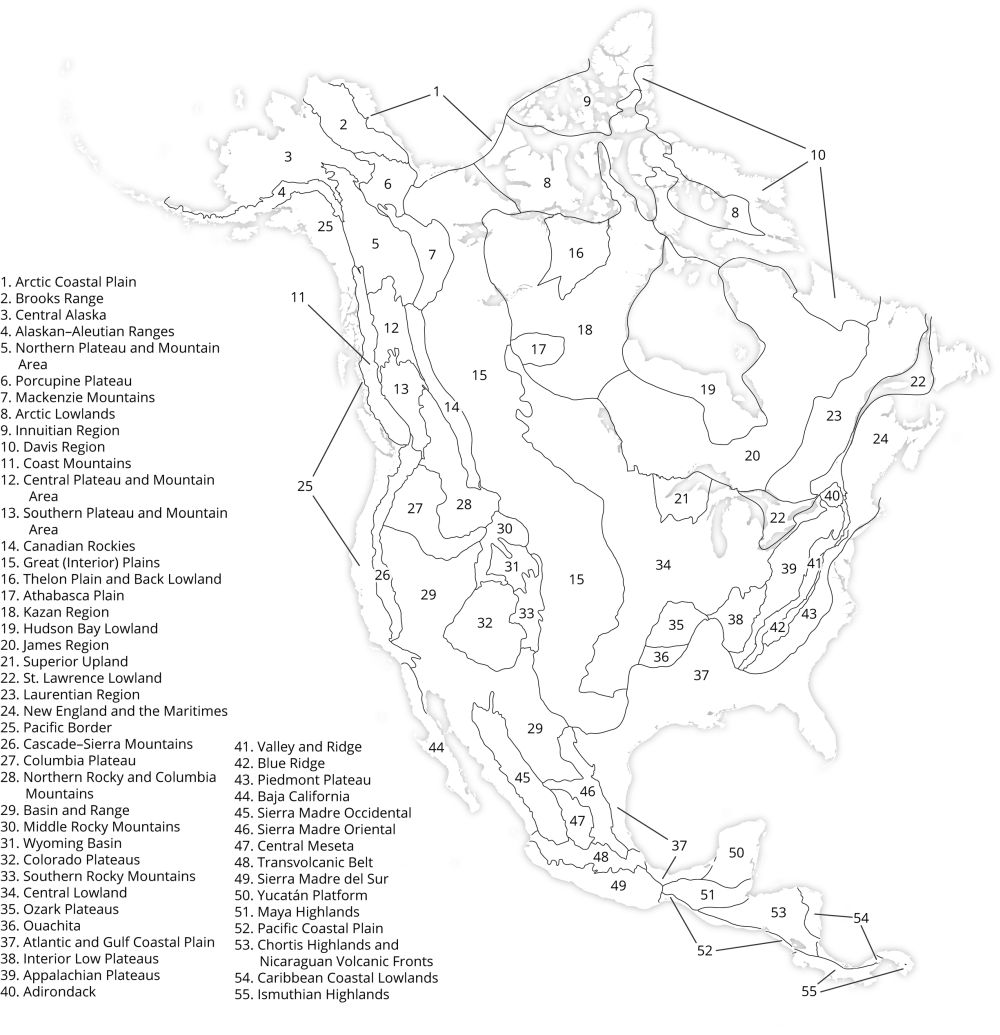 1
9
2
10
3
8
6
4
8
25
5
7
16
11
12
18
17
15
13
19
22
14
23
24
20
25
40
21
27
28
22
30
31
34
39
41
26
15
29
33
43
32
35
38
42
36
37
29
44
45
46
47
37
48
50
49
51
53
54
52
55
1. Arctic Coastal Plain
2. Brooks Range
3. Central Alaska
4. Alaskan–Aleutian Ranges
5. Northern Plateau and Mountain
Area
6. Porcupine Plateau
7. Mackenzie Mountains
8. Arctic Lowlands
9. Innuitian Region
10. Davis Region
11. Coast Mountains
12. Central Plateau and Mountain
Area
13. Southern Plateau and Mountain
Area
14. Canadian Rockies
15. Great (Interior) Plains
16. Thelon Plain and Back Lowland
17. Athabasca Plain
18. Kazan Region
19. Hudson Bay Lowland
20. James Region
21. Superior Upland
22. St. Lawrence Lowland
23. Laurentian Region
24. New England and the Maritimes
25. Pacific Border
26. Cascade–Sierra Mountains
27. Columbia Plateau
28. Northern Rocky and Columbia
Mountains
29. Basin and Range
30. Middle Rocky Mountains
31. Wyoming Basin
32. Colorado Plateaus
33. Southern Rocky Mountains
34. Central Lowland
35. Ozark Plateaus
36. Ouachita
37. Atlantic and Gulf Coastal Plain
38. Interior Low Plateaus
39. Appalachian Plateaus
40. Adirondack
41. Valley and Ridge
42. Blue Ridge
43. Piedmont Plateau
44. Baja California
45. Sierra Madre Occidental
46. Sierra Madre Oriental
47. Central Meseta
48. Transvolcanic Belt
49. Sierra Madre del Sur
50. Yucatán Platform
51. Maya Highlands
52. Pacific Coastal Plain
53. Chortis Highlands and
Nicaraguan Volcanic Fronts
54. Caribbean Coastal Lowlands
55. Ismuthian Highlands